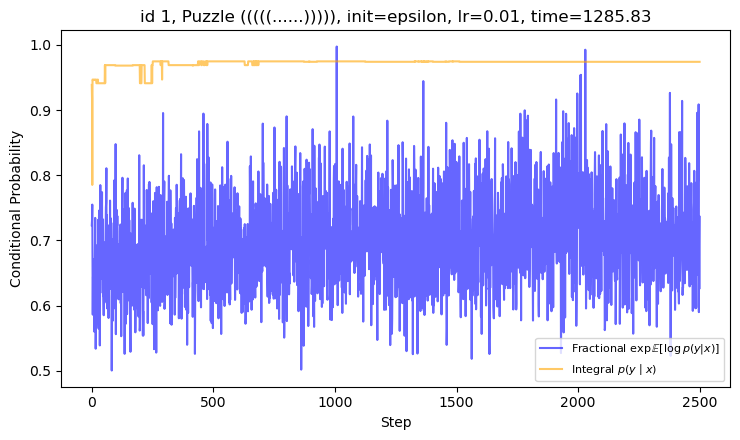 id 1, Puzzle (((((......))))), init=epsilon, lr=0.01, time=1285.83
Conditional Probability
1.0
0.9
0.8
0.7
0.6
0.5
Fractional exp 𝔼[log p(y|x)]
Integral p(y | x)
0
500
1000
1500
2000
2500
Step